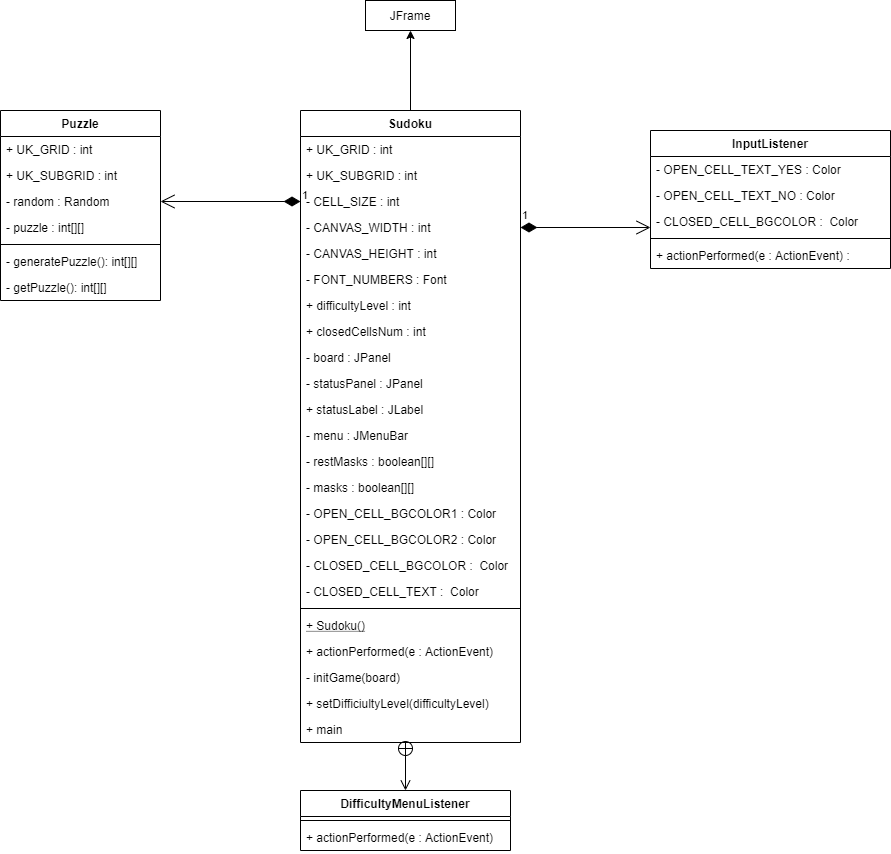 JFrame
Puzzle
+ UK_GRID : int
+ UK_SUBGRID : int
- random : Random
- puzzle : int[][]
- generatePuzzle(): int[][]
- getPuzzle(): int[][]
1
Sudoku
+ UK_GRID : int
+ UK_SUBGRID : int
- CELL_SIZE : int
- CANVAS_WIDTH : int
- CANVAS_HEIGHT : int
- FONT_NUMBERS : Font
+ difficultyLevel : int
+ closedCellsNum : int
- board : JPanel
- statusPanel : JPanel
+ statusLabel : JLabel
- menu : JMenuBar
- restMasks : boolean[][]
- masks : boolean[][]
- OPEN_CELL_BGCOLOR1 : Color
- OPEN_CELL_BGCOLOR2 : Color
- CLOSED_CELL_BGCOLOR : Color
- CLOSED_CELL_TEXT : Color
+ Sudoku()
+ actionPerformed(e : ActionEvent)
- initGame(board)
+ setDifficiultyLevel(difficultyLevel)
+ main
1
InputListener
- OPEN_CELL_TEXT_YES : Color
- OPEN_CELL_TEXT_NO : Color
- CLOSED_CELL_BGCOLOR : Color
+ actionPerformed(e : ActionEvent) :
DifficultyMenuListener
+ actionPerformed(e : ActionEvent)